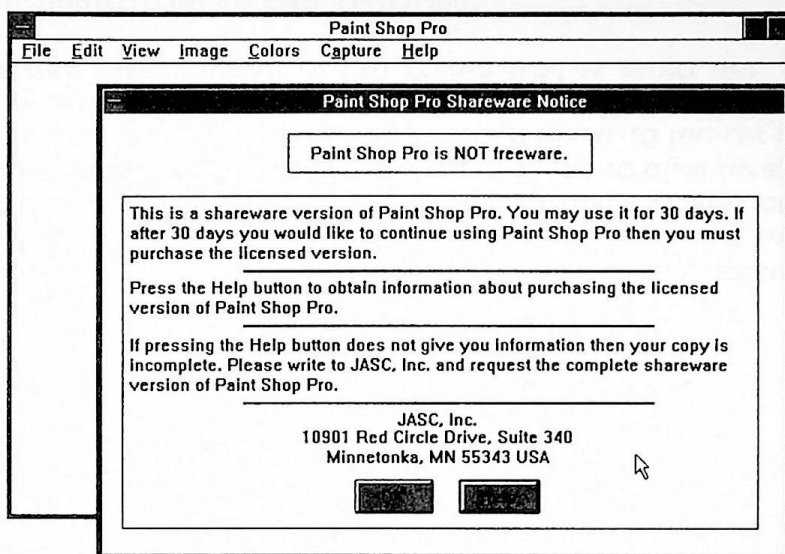 Paint Shop Pro
File Edit View Image Colors Capture Help
Paint Shop Pro Shareware Notice
Paint Shop Pro is NOT freeware.
This is a shareware version of Paint Shop Pro. You may use it for 30 days. If
after 30 days you would like to continue using Paint Shop Pro then you must
purchase the licensed version.
Press the Help button to obtain information about purchasing the licensed
version of Paint Shop Pro.
If pressing the Help button does not give you information then your copy is
incomplete. Please write to JASC, Inc. and request the complete shareware
version of Paint Shop Pro.
JASC, Inc.
10901 Red Circle Drive, Suite 340
Minnetonka, MN 55343 USA